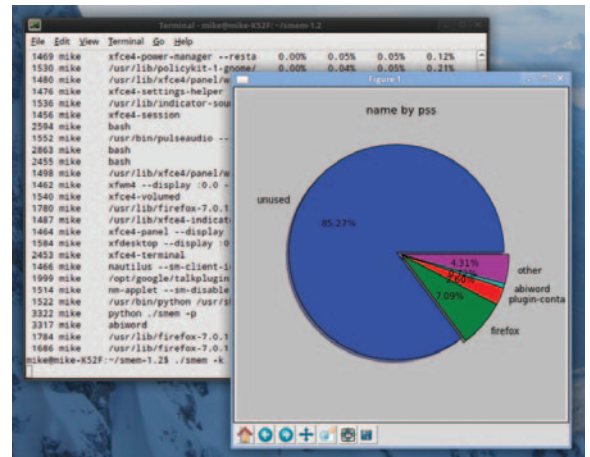 Terminal - mike@mike-K52F: ~/smem-1.2
File Edit View Terminal Go Help
1469 mike xfce4-power-manager --resta 0.00% 0.05% 0.05% 0.12%
1530 mike /usr/lib/policykit-1-gnome/ 0.00% 0.04% 0.05% 0.21%
1480 mike /usr/lib/xfce4/panel/w
1476 mike xfce4-settings-helper
1536 mike /usr/lib/indicator-sou
1456 mike xfce4-session
2594 mike bash
1552 mike /usr/bin/pulseaudio --
2863 mike bash
2455 mike bash
1498 mike /usr/lib/xfce4/panel/w
1462 mike xfwm4 --display :0.0 -
1540 mike xfce4-volumed
1780 mike /usr/lib/firefox-7.0.1
1487 mike /usr/lib/xfce4-indicat
1464 mike xfce4-panel --display
1584 mike xfdesktop --display :0
2453 mike xfce4-terminal
1466 mike nautilus --sm-client-i
1999 mike /opt/google/talkplugin
1514 mike nm-applet --sm-disable
1522 mike /usr/bin/python /usr/s
3322 mike python ./smem -p
3317 mike abiword
1784 mike /usr/lib/firefox-7.0.1
1686 mike /usr/lib/firefox-7.0.1
mike@mike-K52F:~/smem-1.2$ ./smem -k
Figure 1
name by pss
unused
85.27%
4.31%
other
abiword
2.60%
plugin-conta
7.09%
firefox